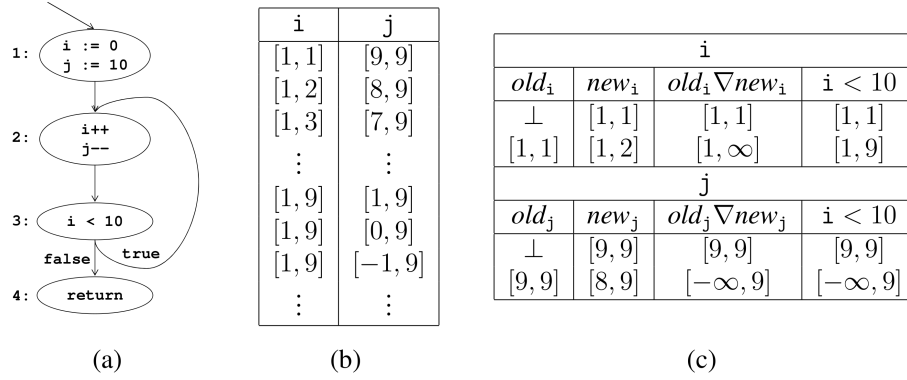 1:
i := 0
j := 10
2:
i++
j--
3:
i < 10
false
true
4:
return
(a)
i j
[1, 1] [9, 9]
[1, 2] [8, 9]
[1, 3] [7, 9]
⋮ ⋮
[1, 9] [1, 9]
[1, 9] [0, 9]
[1, 9] [−1, 9]
⋮ ⋮
(b)
i
oldᵢ newᵢ oldᵢ∇newᵢ i < 10
⊥ [1, 1] [1, 1] [1, 1]
[1, 1] [1, 2] [1, ∞] [1, 9]
j
oldⱼ newⱼ oldⱼ∇newⱼ i < 10
⊥ [9, 9] [9, 9] [9, 9]
[9, 9] [8, 9] [−∞, 9] [−∞, 9]
(c)